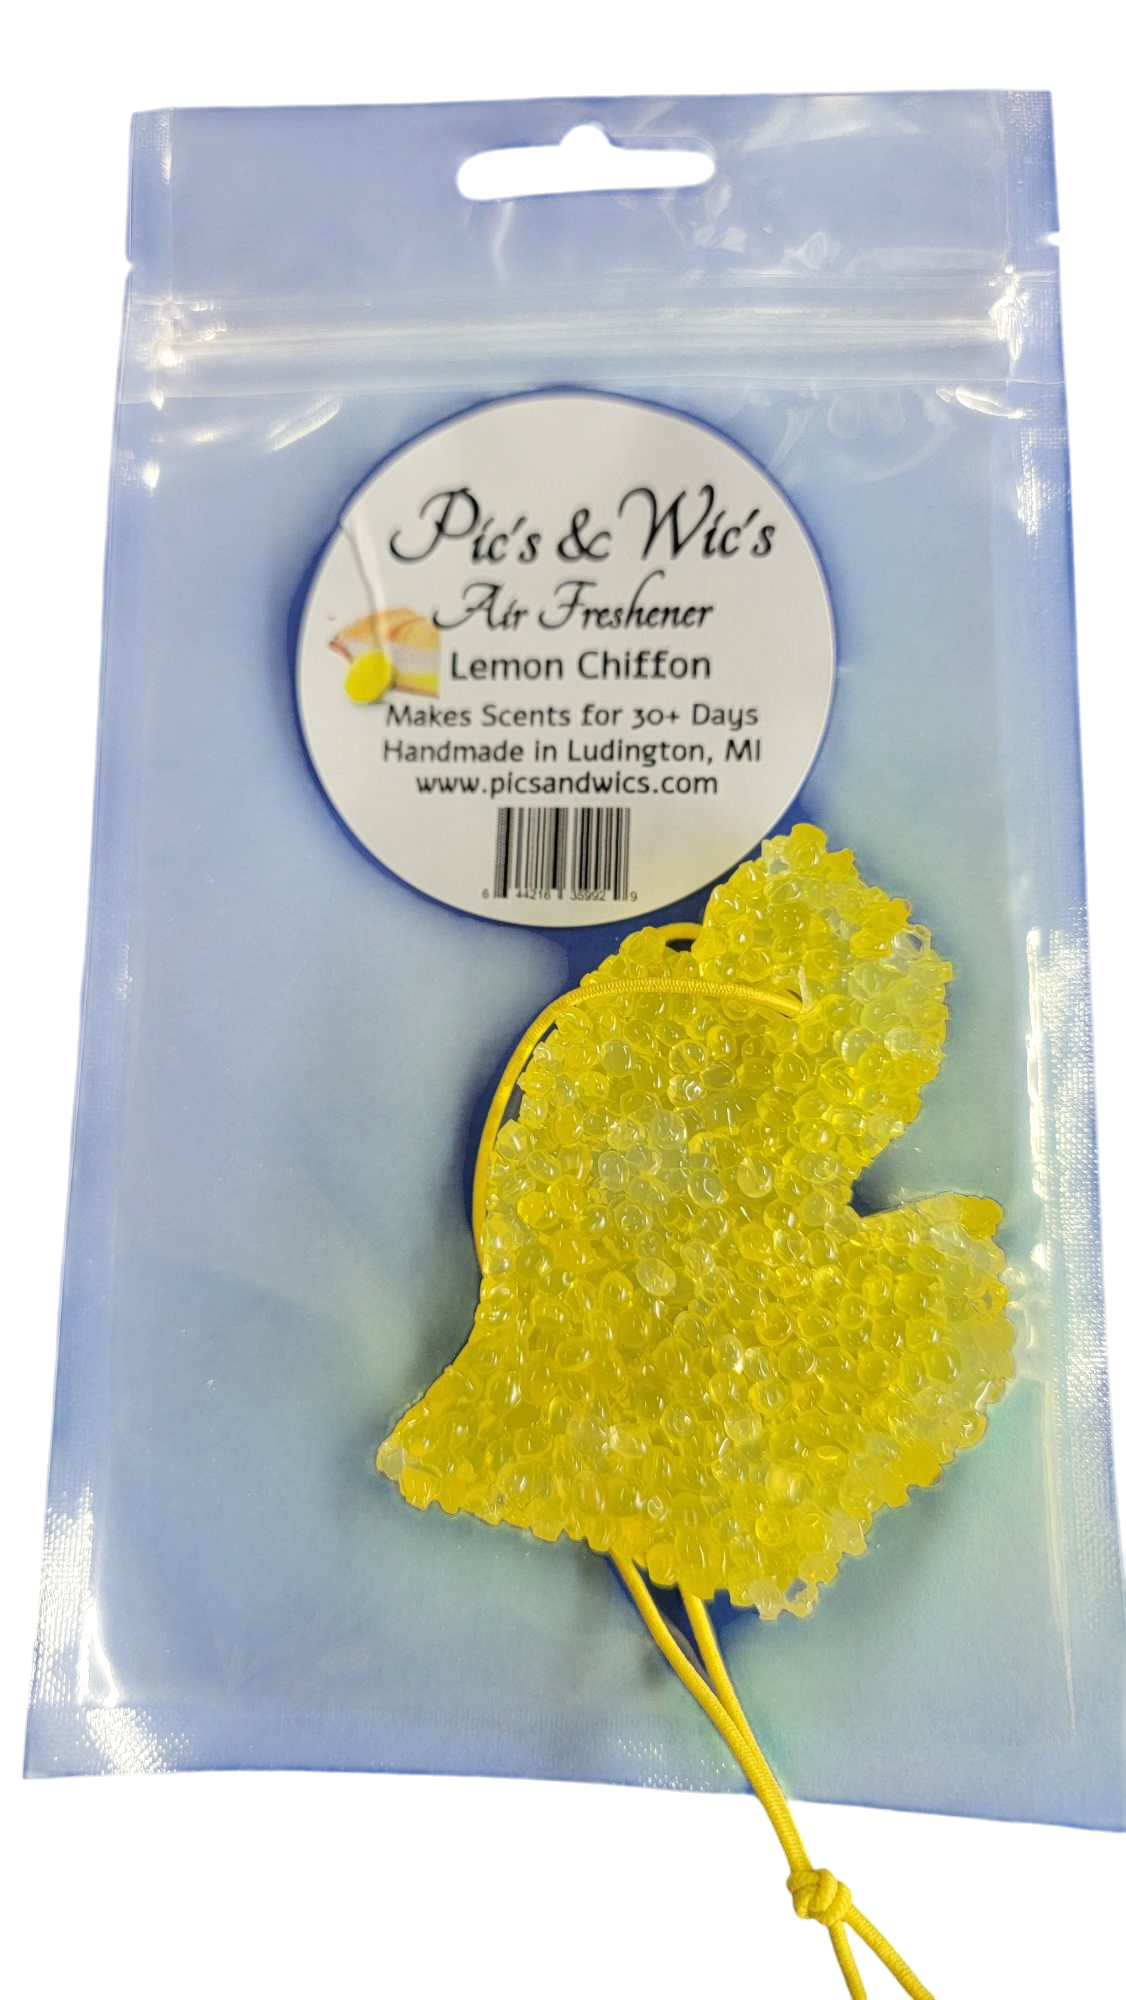 Pic's & Wic's
Air Freshener
Lemon Chiffon
Makes Scents for 30+ Days
Handmade in Ludington, MI
www.picsandwics.com
6 44216 35992 9